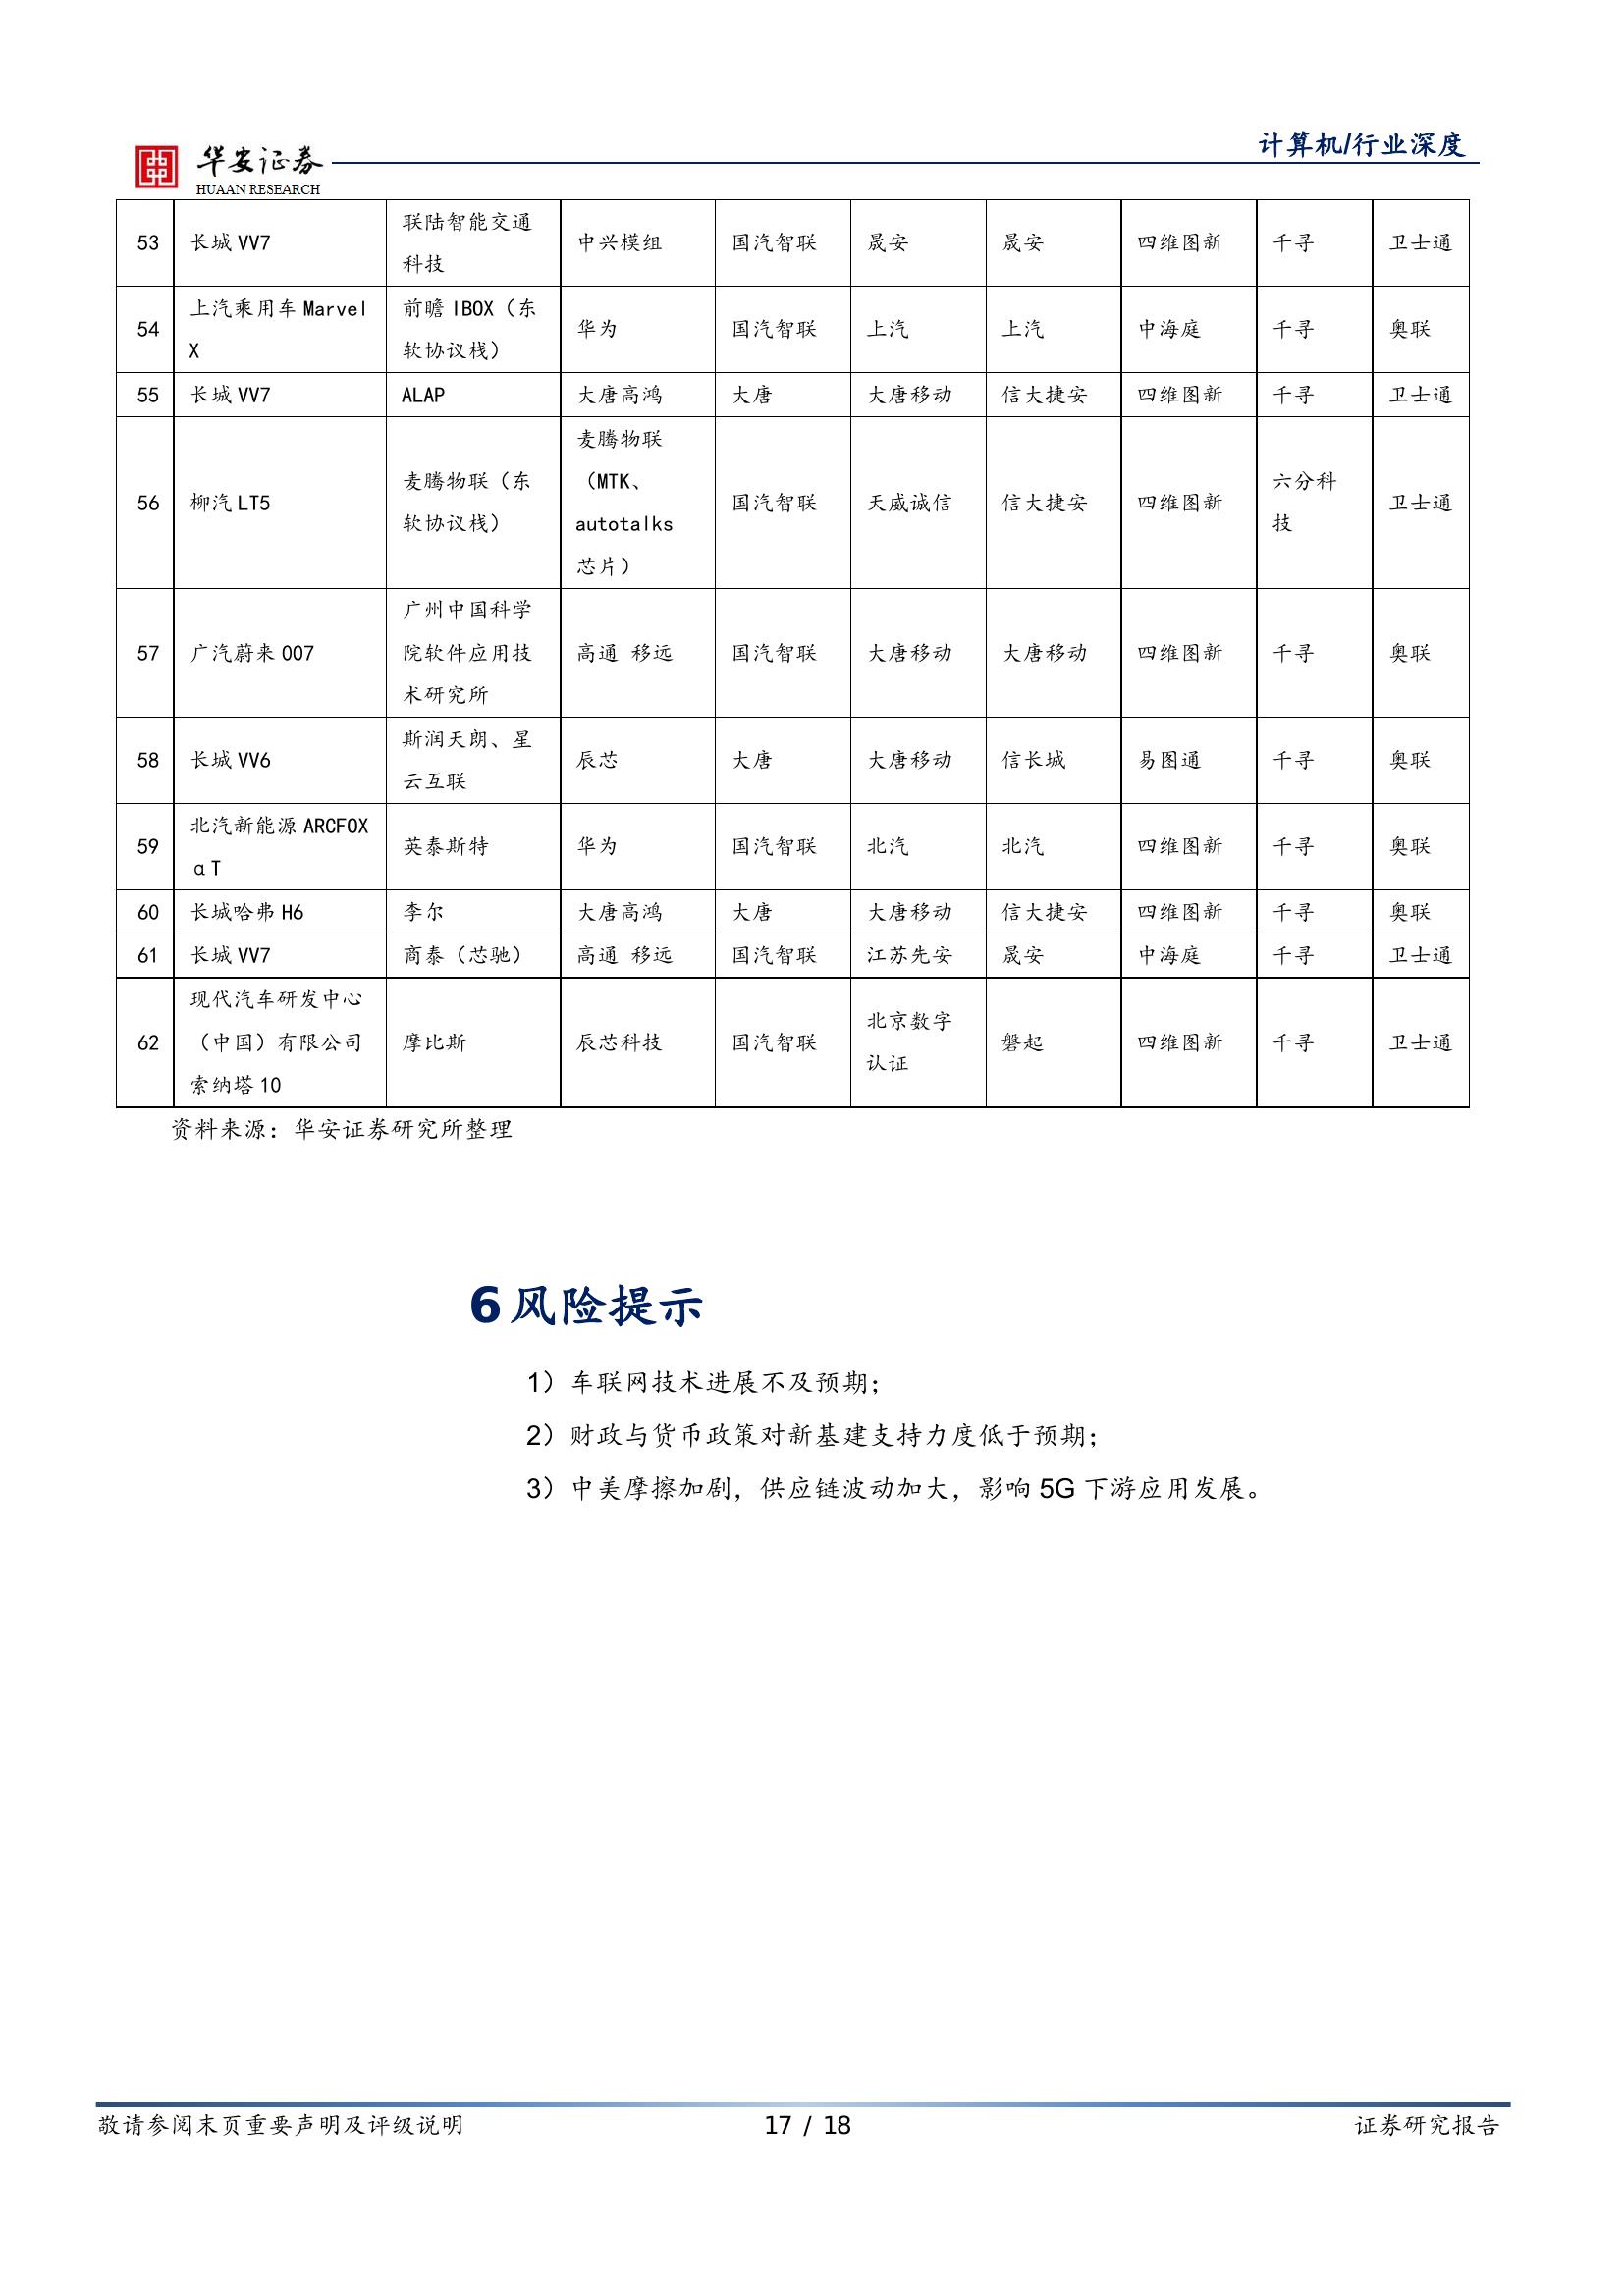 计算机/行业深度
华安证券
HUAAN RESEARCH
53 长城 VV7 联陆智能交通科技 中兴模组 国汽智联 晟安 晟安 四维图新 千寻 卫士通
54 上汽乘用车 Marvel X 前瞻 IBOX（东软协议栈） 华为 国汽智联 上汽 上汽 中海庭 千寻 奥联
55 长城 VV7 ALAP 大唐高鸿 大唐 大唐移动 信大捷安 四维图新 千寻 卫士通
56 柳汽 LT5 麦腾物联（东软协议栈） 麦腾物联（MTK、autotalks 芯片） 国汽智联 天威诚信 信大捷安 四维图新 六分科技 卫士通
57 广汽蔚来 007 广州中国科学院软件应用技术研究所 高通 移远 国汽智联 大唐移动 大唐移动 四维图新 千寻 奥联
58 长城 VV6 斯润天朗、星云互联 辰芯 大唐 大唐移动 信长城 易图通 千寻 奥联
59 北汽新能源 ARCFOX αT 英泰斯特 华为 国汽智联 北汽 北汽 四维图新 千寻 奥联
60 长城哈弗 H6 李尔 大唐高鸿 大唐 大唐移动 信大捷安 四维图新 千寻 奥联
61 长城 VV7 商泰（芯驰） 高通 移远 国汽智联 江苏先安 晟安 中海庭 千寻 卫士通
62 现代汽车研发中心（中国）有限公司索纳塔 10 摩比斯 辰芯科技 国汽智联 北京数字认证 磐起 四维图新 千寻 卫士通
资料来源：华安证券研究所整理
6 风险提示
1）车联网技术进展不及预期；
2）财政与货币政策对新基建支持力度低于预期；
3）中美摩擦加剧，供应链波动加大，影响 5G 下游应用发展。
敬请参阅末页重要声明及评级说明 17 / 18 证券研究报告